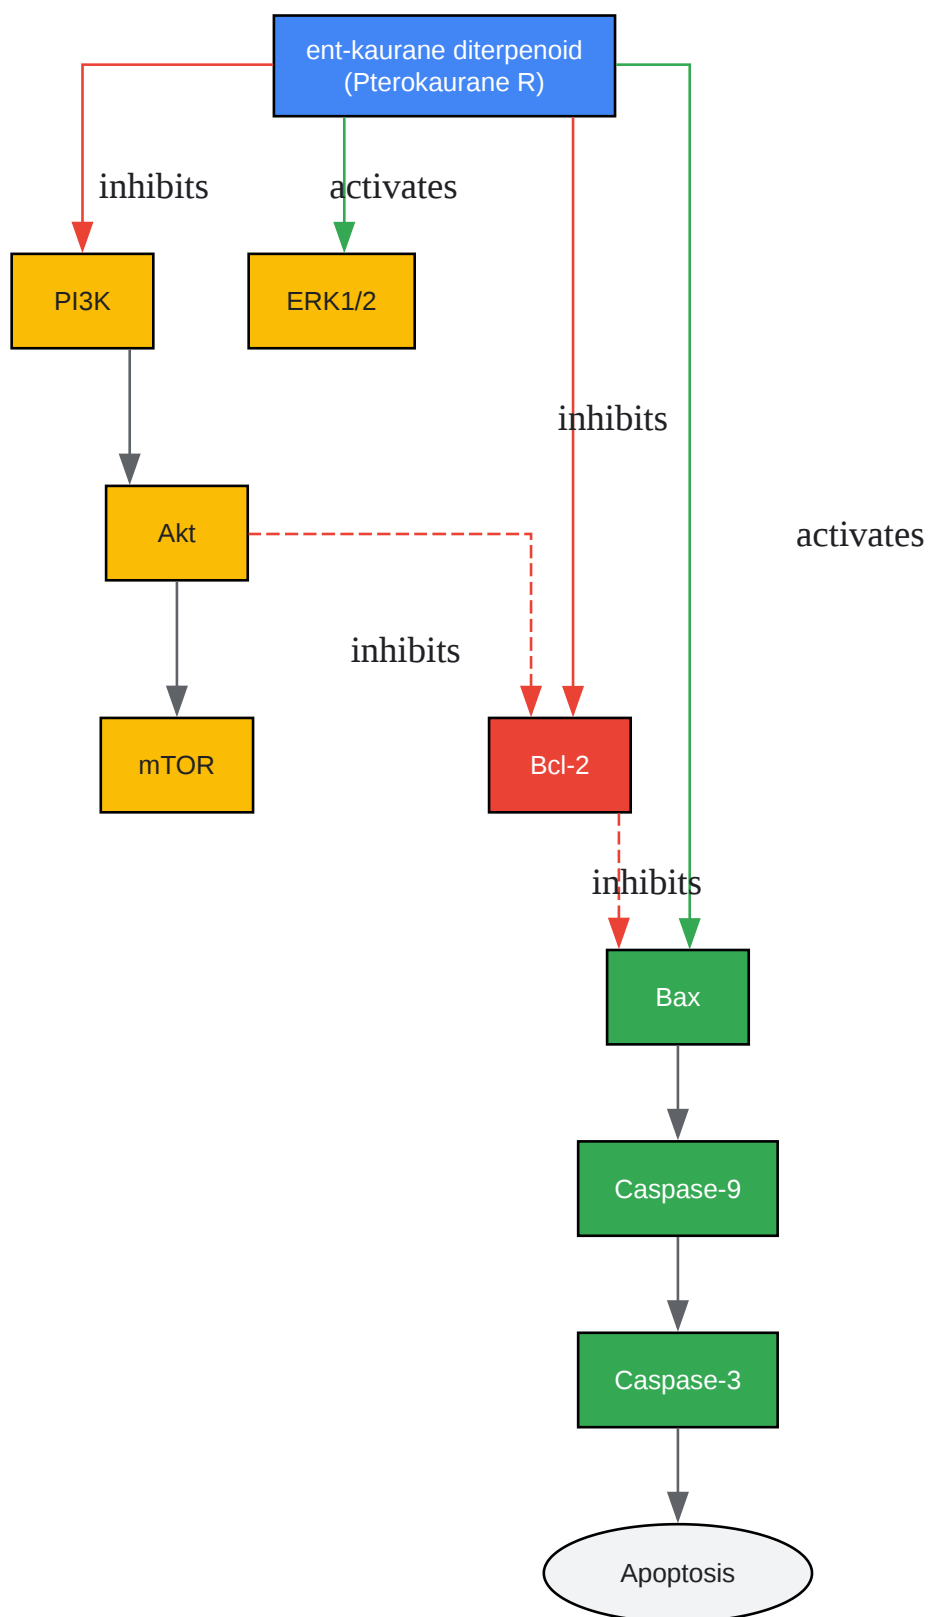 ent-kaurane diterpenoid
(Pterokaurane R)
inhibits
activates
PI3K
ERK1/2
inhibits
Akt
activates
inhibits
mTOR
Bcl-2
inhibits
Bax
Caspase-9
Caspase-3
Apoptosis